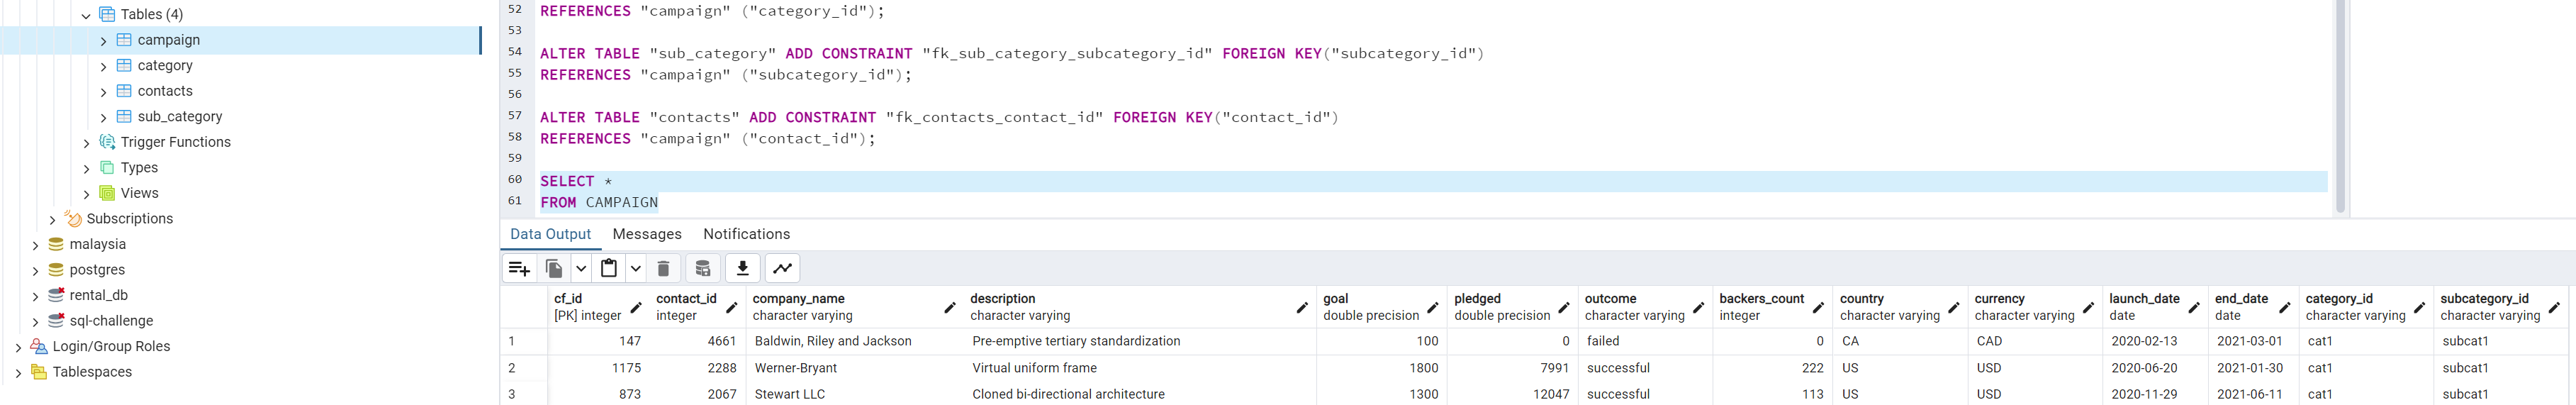 Tables (4)
campaign
category
contacts
sub_category
Trigger Functions
Types
Views
Subscriptions
malaysia
postgres
rental_db
sql-challenge
Login/Group Roles
Tablespaces
52 REFERENCES "campaign" ("category_id");
53
54 ALTER TABLE "sub_category" ADD CONSTRAINT "fk_sub_category_subcategory_id" FOREIGN KEY("subcategory_id")
55 REFERENCES "campaign" ("subcategory_id");
56
57 ALTER TABLE "contacts" ADD CONSTRAINT "fk_contacts_contact_id" FOREIGN KEY("contact_id")
58 REFERENCES "campaign" ("contact_id");
59
60 SELECT *
61 FROM CAMPAIGN
Data Output Messages Notifications
cf_id contact_id company_name description goal pledged outcome backers_count country currency launch_date end_date category_id subcategory_id
[PK] integer integer character varying character varying double precision double precision character varying integer character varying character varying date date character varying character varying
1 147 4661 Baldwin, Riley and Jackson Pre-emptive tertiary standardization 100 0 failed 0 CA CAD 2020-02-13 2021-03-01 cat1 subcat1
2 1175 2288 Werner-Bryant Virtual uniform frame 1800 7991 successful 222 US USD 2020-06-20 2021-01-30 cat1 subcat1
3 873 2067 Stewart LLC Cloned bi-directional architecture 1300 12047 successful 113 US USD 2020-11-29 2021-06-11 cat1 subcat1